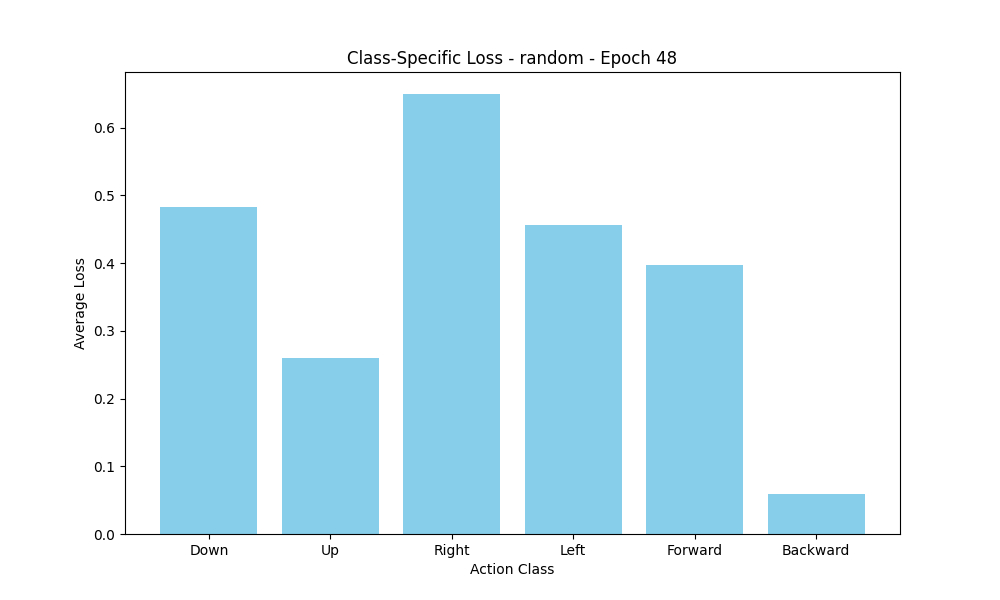 Class-Specific Loss - random - Epoch 48
Average Loss
0.6
0.5
0.4
0.3
0.2
0.1
0.0
Down Up Right Left Forward Backward
Action Class